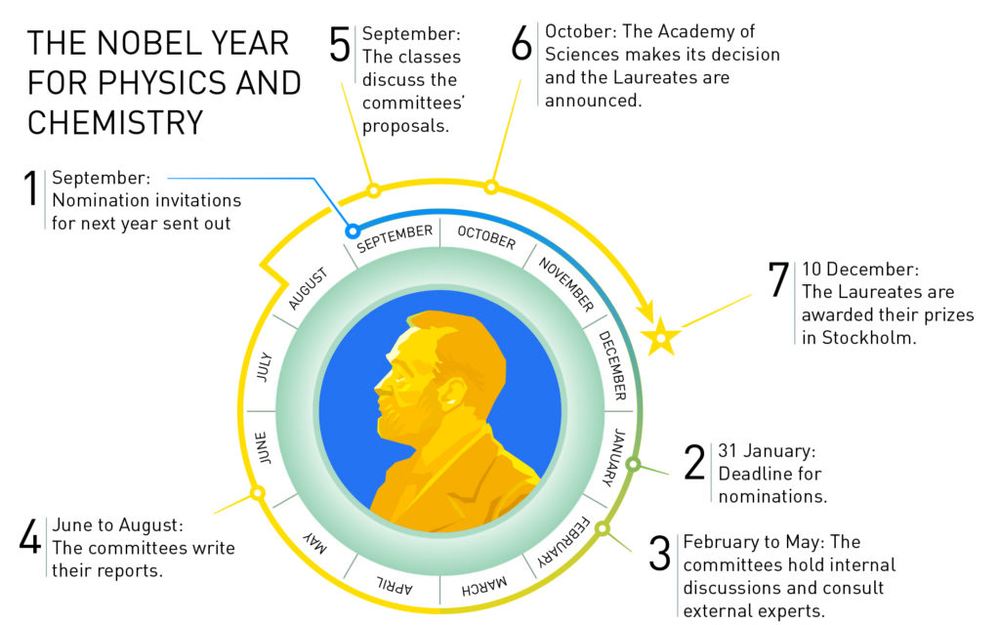 THE NOBEL YEAR
FOR PHYSICS AND
CHEMISTRY
1
September:
Nomination invitations
for next year sent out
5
September:
The classes
discuss the
committees’
proposals.
6
October: The Academy of
Sciences makes its decision
and the Laureates are
announced.
7
10 December:
The Laureates are
awarded their prizes
in Stockholm.
2
31 January:
Deadline for
nominations.
3
February to May: The
committees hold internal
discussions and consult
external experts.
4
June to August:
The committees write
their reports.
SEPTEMBER
OCTOBER
NOVEMBER
DECEMBER
JANUARY
FEBRUARY
MARCH
APRIL
MAY
JUNE
JULY
AUGUST